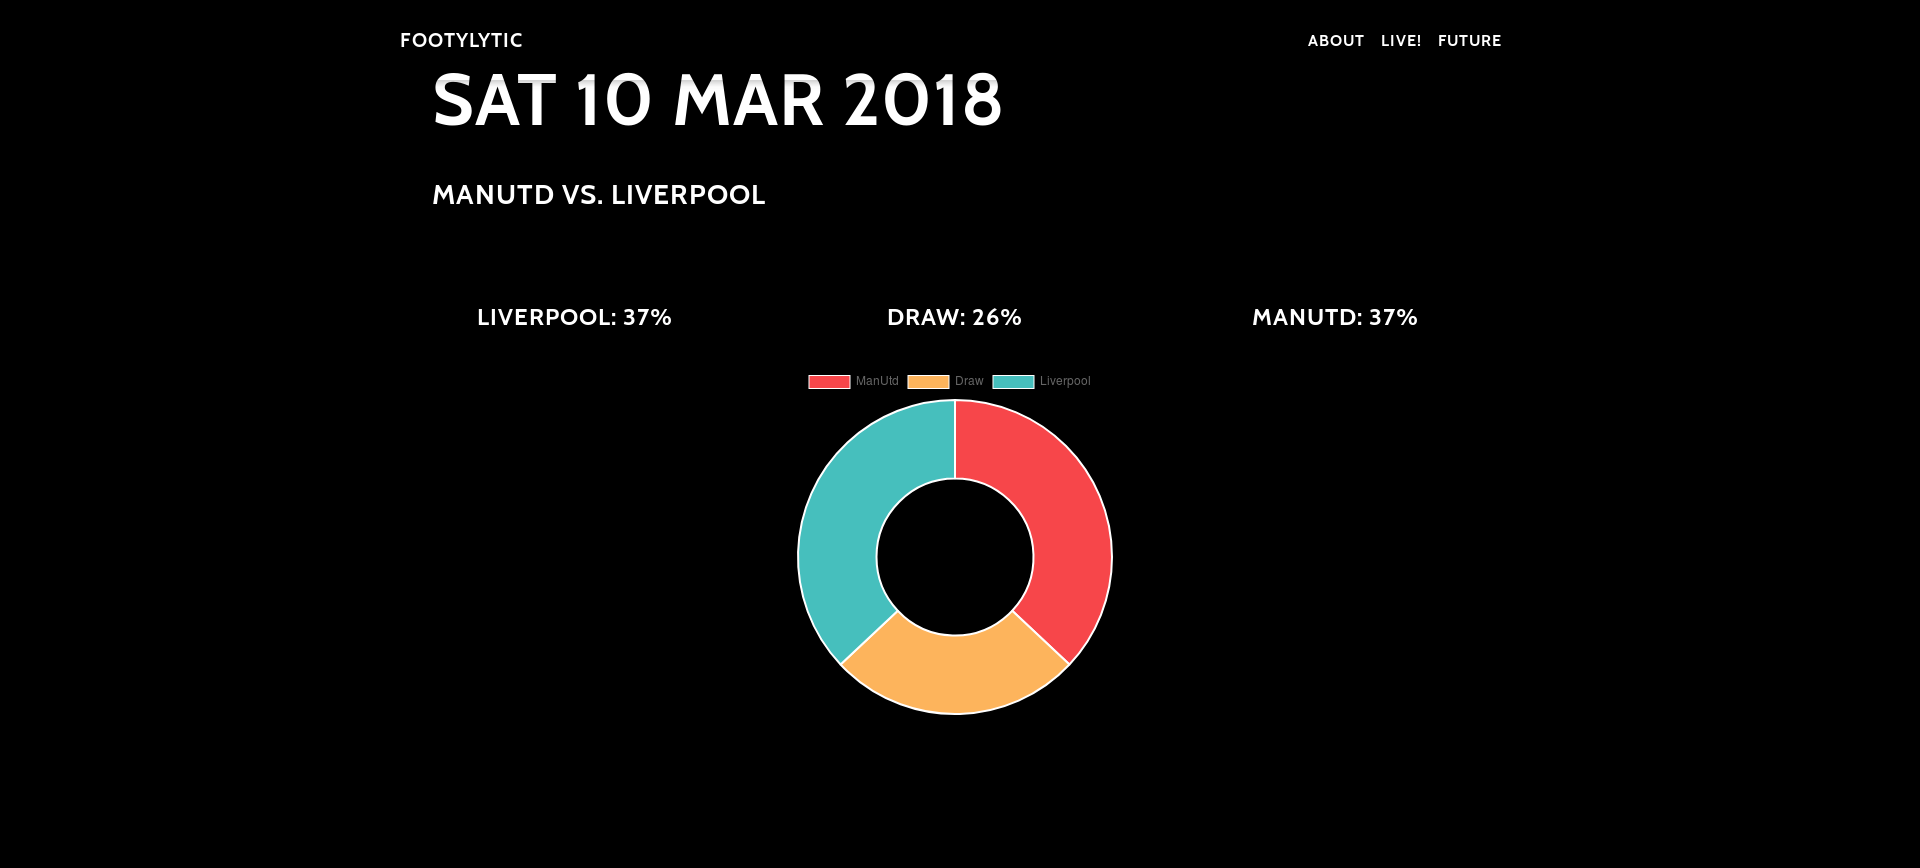 FOOTYLYTIC ABOUT LIVE! FUTURE
SAT 10 MAR 2018
MANUTD VS. LIVERPOOL
LIVERPOOL: 37% DRAW: 26% MANUTD: 37%
ManUtd Draw Liverpool